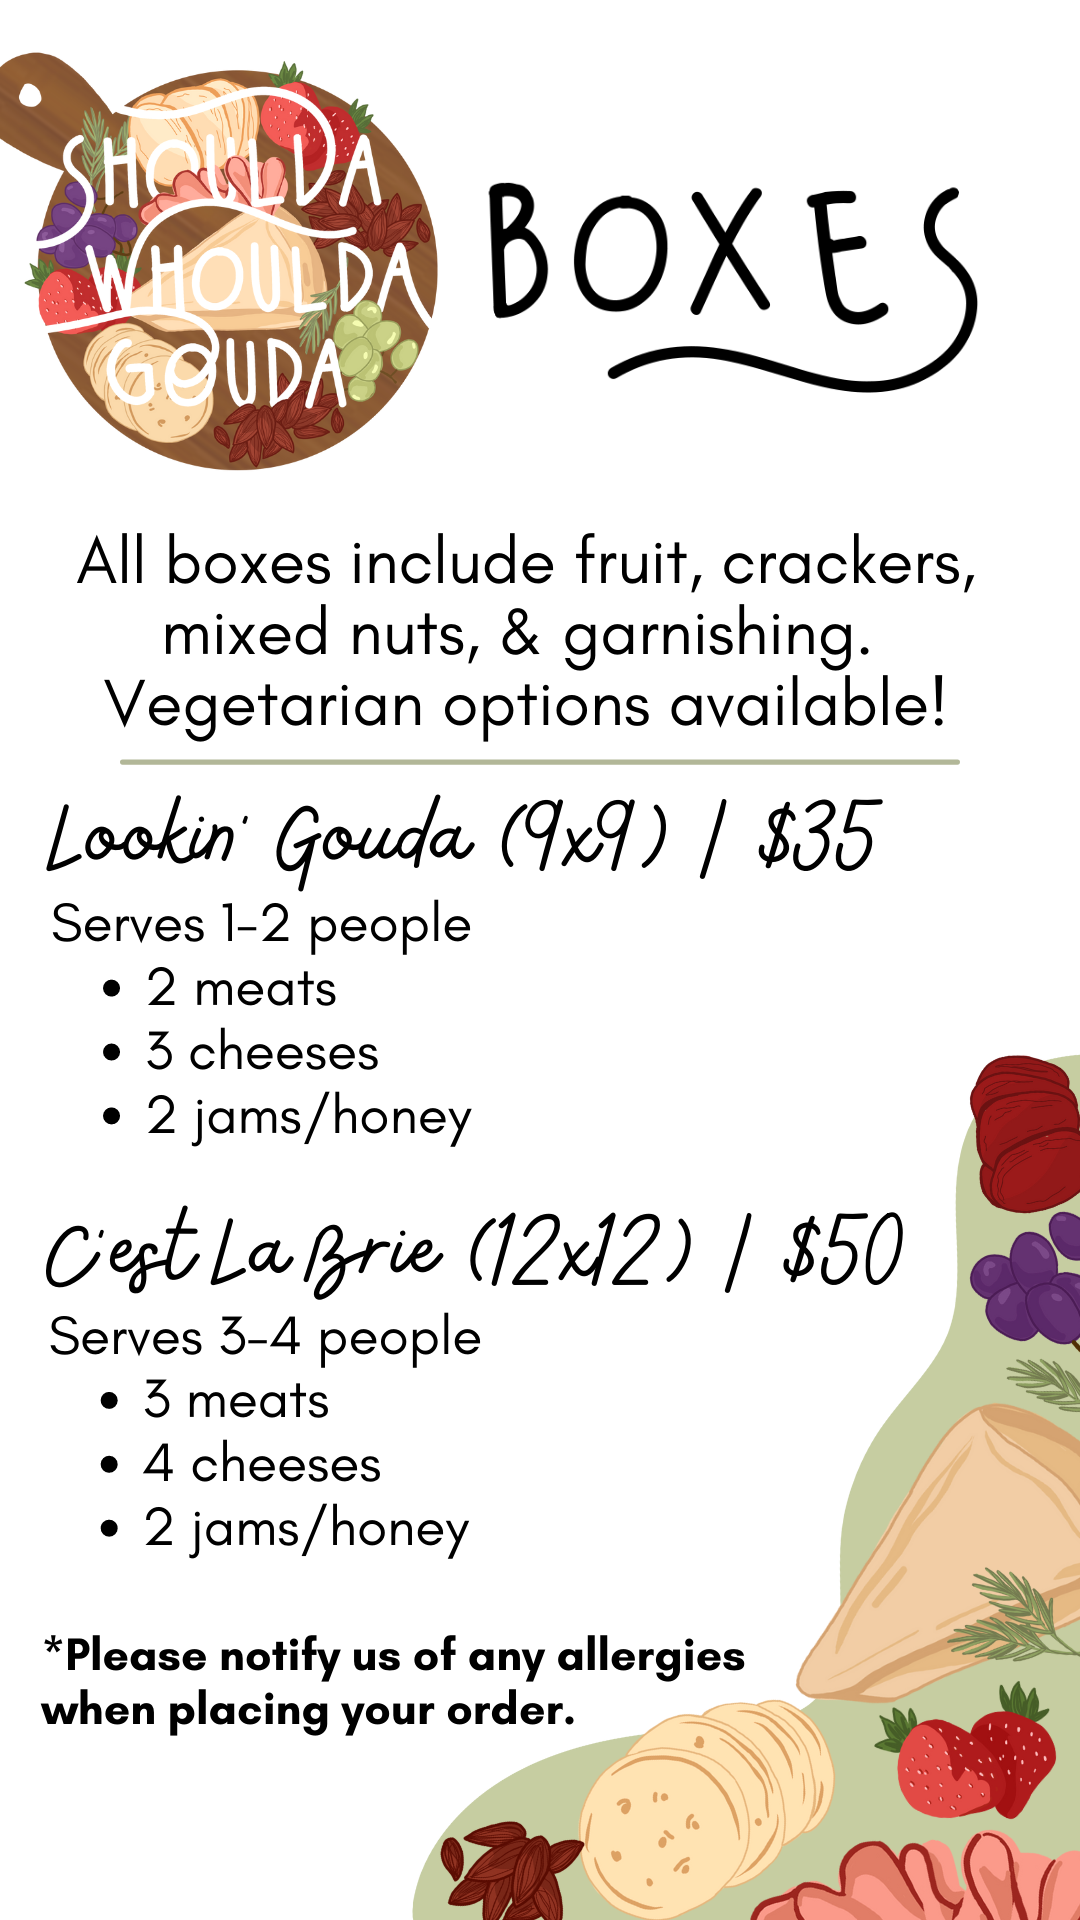 SHOULDA
WHOULDA
GOUDA
BOXES
All boxes include fruit, crackers,
mixed nuts, & garnishing.
Vegetarian options available!
Lookin' Gouda (9x9) | $35
Serves 1-2 people
• 2 meats
• 3 cheeses
• 2 jams/honey
C'est La Brie (12x12) | $50
Serves 3-4 people
• 3 meats
• 4 cheeses
• 2 jams/honey
*Please notify us of any allergies
when placing your order.